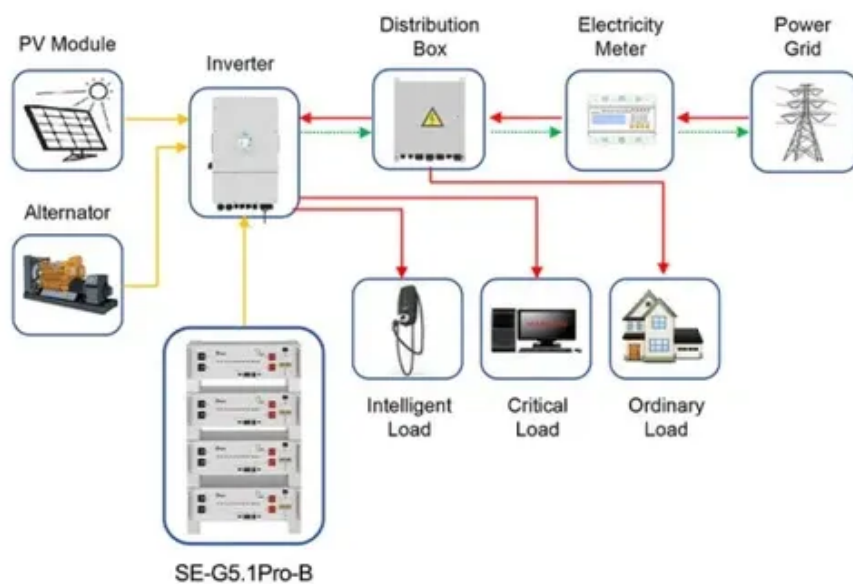 PV Module
Inverter
Distribution
Box
Electricity
Meter
Power
Grid
Alternator
Intelligent
Load
Critical
Load
Ordinary
Load
SE-G5.1Pro-B